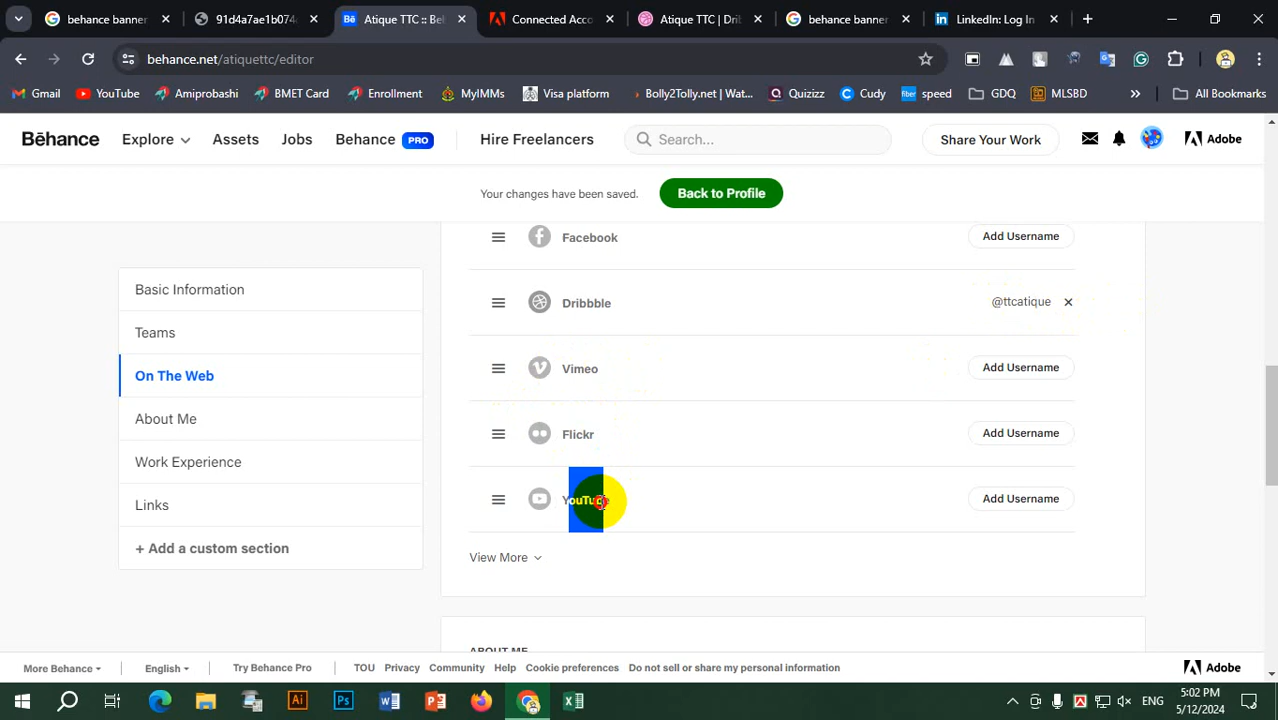 behance banner
91d4a7ae1b074
Atique TTC :: Be
Connected Acco
Atique TTC | Dri
behance banner
LinkedIn: Log In
behance.net/atiquettc/editor
Gmail
YouTube
Amiprobashi
BMET Card
Enrollment
MyIMMs
Visa platform
Bolly2Tolly.net | Wat...
Quizizz
Cudy
speed
GDQ
MLSBD
All Bookmarks
Bēhance
Explore
Assets
Jobs
Behance PRO
Hire Freelancers
Search...
Share Your Work
Adobe
Your changes have been saved.
Back to Profile
Basic Information
Teams
On The Web
About Me
Work Experience
Links
+ Add a custom section
Facebook
Add Username
Dribbble
@ttcatique
Vimeo
Add Username
Flickr
Add Username
YouTube
Add Username
View More
ABOUT ME
More Behance
English
Try Behance Pro
TOU
Privacy
Community
Help
Cookie preferences
Do not sell or share my personal information
Adobe
ENG
5:02 PM
5/12/2024